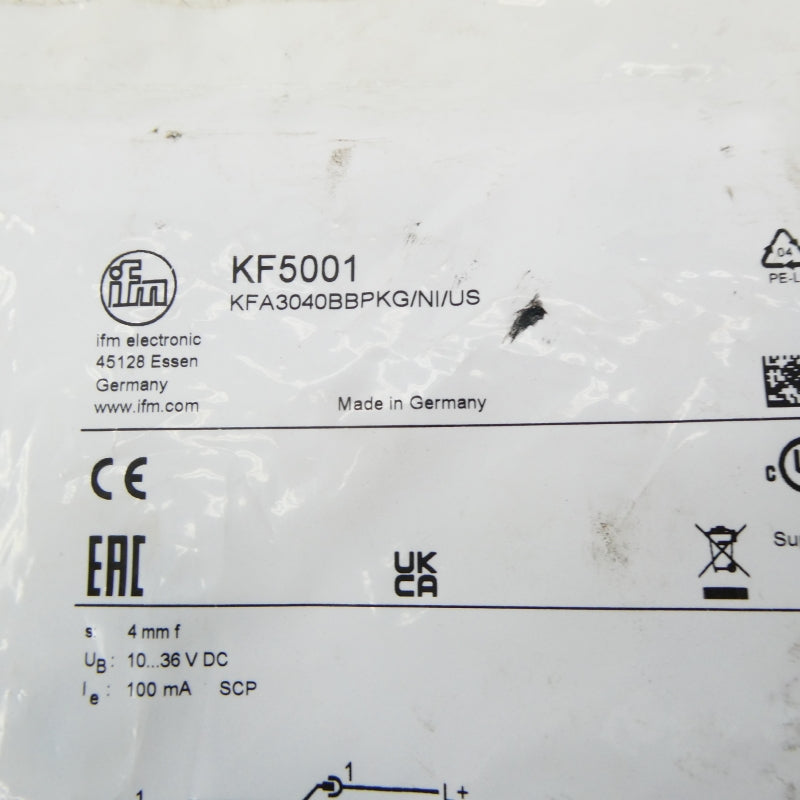 ifm
KF5001
KFA3040BBPKG/NI/US
ifm electronic
45128 Essen
Germany
www.ifm.com
Made in Germany
04
CE
c
EAC
UK
CA
s: 4 mm f
UB: 10...36 V DC
Ie: 100 mA SCP
1
1 L+